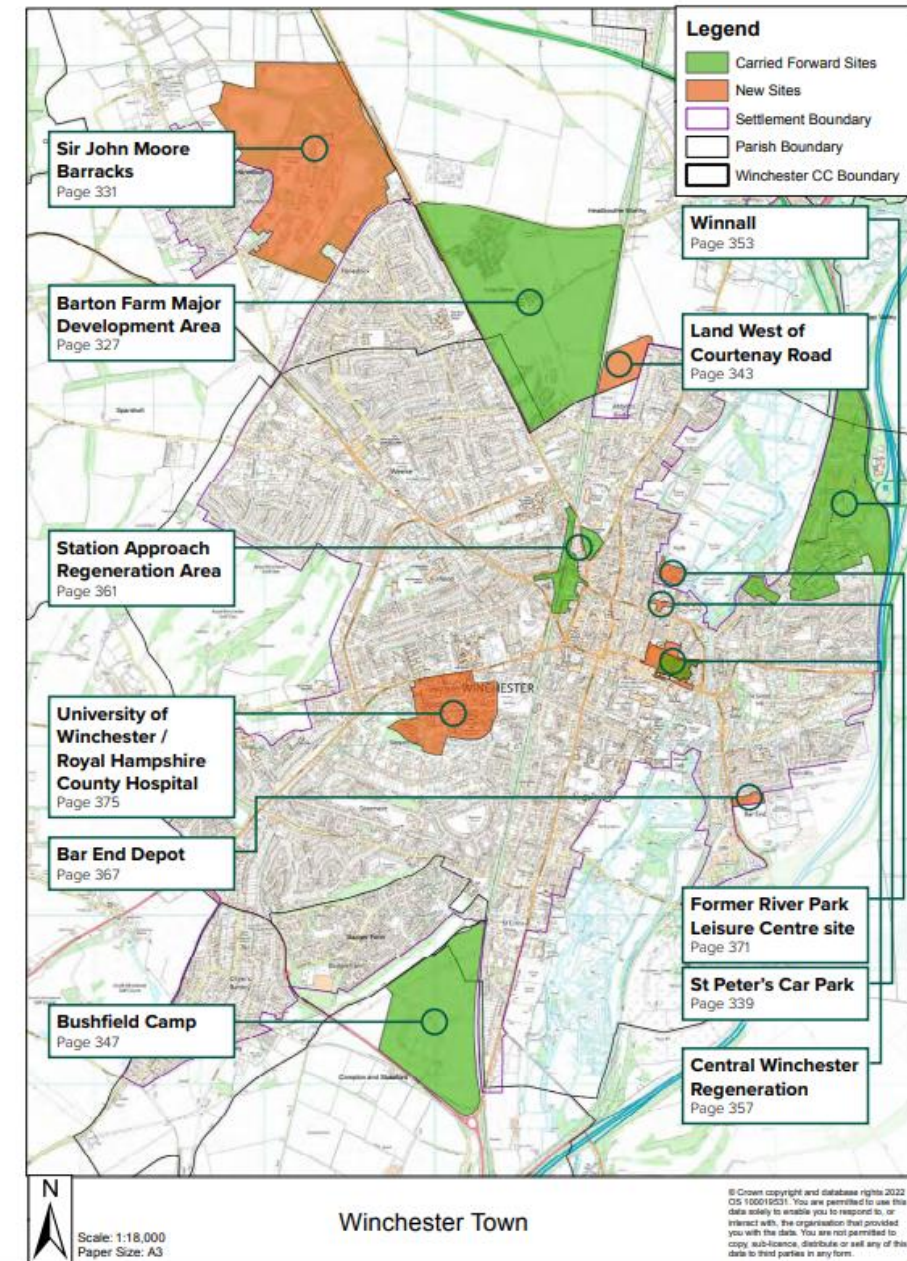 Legend
Carried Forward Sites
New Sites
Settlement Boundary
Parish Boundary
Winchester CC Boundary
Sir John Moore
Barracks
Page 331
Barton Farm Major
Development Area
Page 327
Station Approach
Regeneration Area
Page 361
University of
Winchester /
Royal Hampshire
County Hospital
Page 375
Bar End Depot
Page 367
Bushfield Camp
Page 347
Winnall
Page 353
Land West of
Courtenay Road
Page 343
Former River Park
Leisure Centre site
Page 371
St Peter's Car Park
Page 339
Central Winchester
Regeneration
Page 357
WINCHESTER
Weeke
Badger Farm
Bar End
N
Scale: 1:18,000
Paper Size: A3
Winchester Town
© Crown copyright and database rights 2022
OS 100019531. You are permitted to use this
data solely to enable you to respond to, or
interact with, the organisation that provided
you with the data. You are not permitted to
copy, sub-licence, distribute or sell any of this
data to third parties in any form.